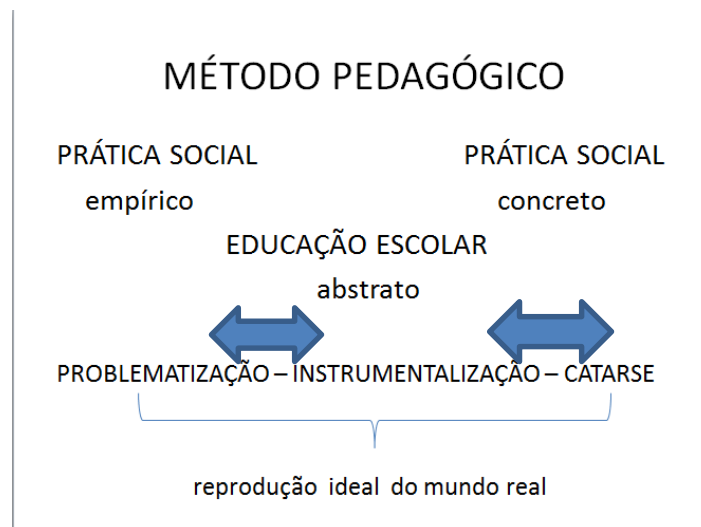 MÉTODO PEDAGÓGICO
PRÁTICA SOCIAL PRÁTICA SOCIAL
empírico concreto
EDUCAÇÃO ESCOLAR
abstrato
PROBLEMATIZAÇÃO – INSTRUMENTALIZAÇÃO – CATARSE
reprodução ideal do mundo real